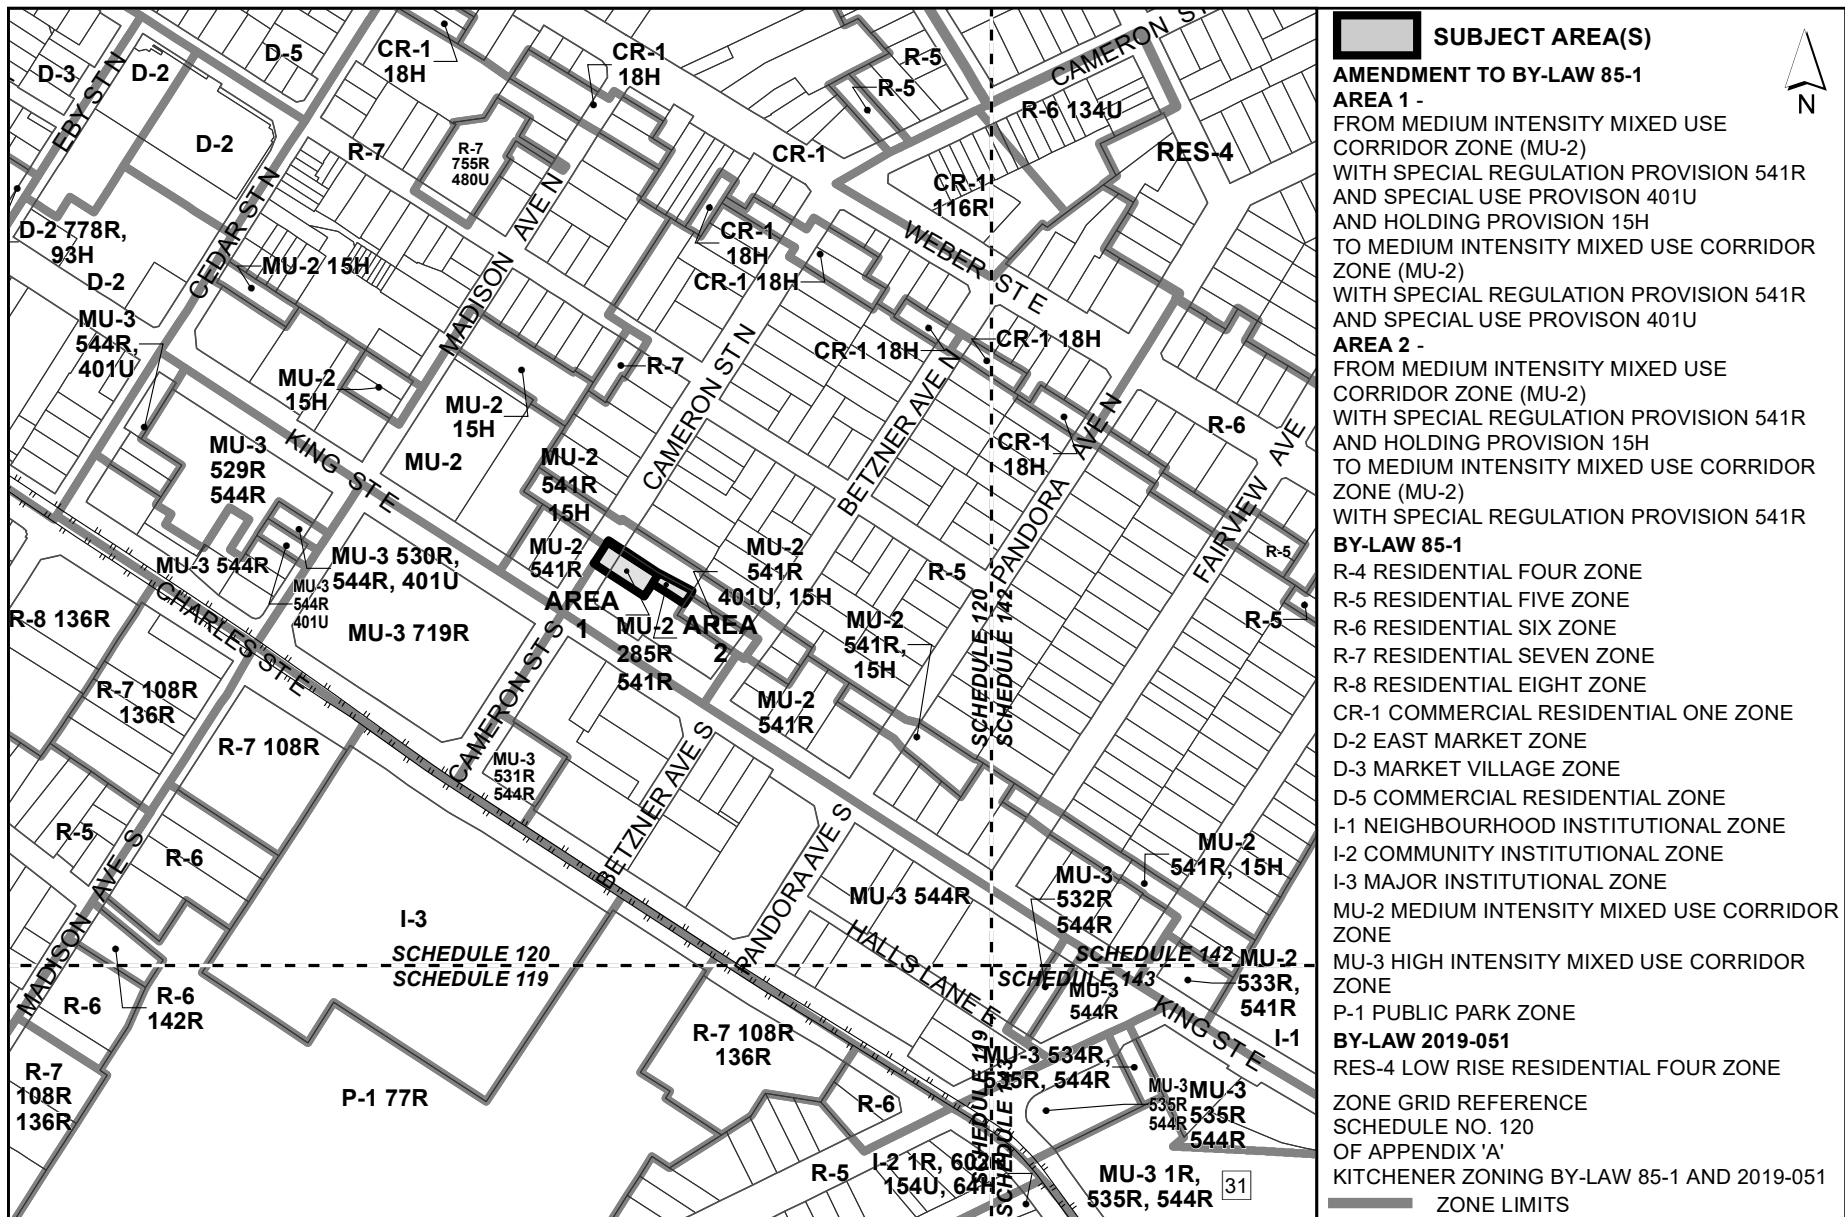 D-3
EBY ST N
D-2
D-5
CR-1
18H
CR-1
18H
R-5
R-5
CAMERON ST
R-6 134U
D-2
R-7
R-7
755R
480U
CR-1
RES-4
CR-1
116R
CEDAR ST N
MADISON AVE N
D-2 778R,
93H
D-2
MU-2 15H
CR-1
18H
CR-1 18H
WEBER ST E
MU-3
544R,
401U
MU-2
15H
MU-2
15H
R-7
CAMERON ST N
CR-1 18H
CR-1 18H
BETZNER AVE N
PANDORA AVE N
R-6
FAIRVIEW AVE
CR-1
18H
MU-3
529R
544R
KING ST E
MU-2
MU-2
541R
15H
MU-2
541R
MU-2
541R
401U, 15H
R-5
R-5
R-5
MU-3 544R
MU-3
544R
401U
MU-3 530R,
544R, 401U
MU-3 719R
AREA
1
MU-2
285R
541R
AREA
2
MU-2
541R,
15H
MU-2
541R
SCHEDULE 120
SCHEDULE 142
R-8 136R
CHARLES ST E
R-7 108R
136R
R-7 108R
CAMERON ST S
MU-3
531R
544R
BETZNER AVE S
PANDORA AVE S
R-5
R-6
MADISON AVE S
I-3
MU-3 544R
HALLS LANE E
MU-3
532R
544R
MU-2
541R, 15H
SCHEDULE 120
SCHEDULE 119
SCHEDULE 142
SCHEDULE 143
MU-2
533R,
541R
MU-3
544R
KING ST E
I-1
R-6
R-6
142R
R-7
108R
136R
P-1 77R
R-7 108R
136R
R-6
R-5
MU-3 534R,
535R, 544R
MU-3
535R
544R
MU-3
535R
544R
SCHEDULE 119
SCHEDULE 143
I-2 1R, 602R
154U, 64H
MU-3 1R,
535R, 544R
31
SUBJECT AREA(S)
N
AMENDMENT TO BY-LAW 85-1
AREA 1 -
FROM MEDIUM INTENSITY MIXED USE
CORRIDOR ZONE (MU-2)
WITH SPECIAL REGULATION PROVISION 541R
AND SPECIAL USE PROVISON 401U
AND HOLDING PROVISION 15H
TO MEDIUM INTENSITY MIXED USE CORRIDOR
ZONE (MU-2)
WITH SPECIAL REGULATION PROVISION 541R
AND SPECIAL USE PROVISON 401U
AREA 2 -
FROM MEDIUM INTENSITY MIXED USE
CORRIDOR ZONE (MU-2)
WITH SPECIAL REGULATION PROVISION 541R
AND HOLDING PROVISION 15H
TO MEDIUM INTENSITY MIXED USE CORRIDOR
ZONE (MU-2)
WITH SPECIAL REGULATION PROVISION 541R
BY-LAW 85-1
R-4 RESIDENTIAL FOUR ZONE
R-5 RESIDENTIAL FIVE ZONE
R-6 RESIDENTIAL SIX ZONE
R-7 RESIDENTIAL SEVEN ZONE
R-8 RESIDENTIAL EIGHT ZONE
CR-1 COMMERCIAL RESIDENTIAL ONE ZONE
D-2 EAST MARKET ZONE
D-3 MARKET VILLAGE ZONE
D-5 COMMERCIAL RESIDENTIAL ZONE
I-1 NEIGHBOURHOOD INSTITUTIONAL ZONE
I-2 COMMUNITY INSTITUTIONAL ZONE
I-3 MAJOR INSTITUTIONAL ZONE
MU-2 MEDIUM INTENSITY MIXED USE CORRIDOR
ZONE
MU-3 HIGH INTENSITY MIXED USE CORRIDOR
ZONE
P-1 PUBLIC PARK ZONE
BY-LAW 2019-051
RES-4 LOW RISE RESIDENTIAL FOUR ZONE
ZONE GRID REFERENCE
SCHEDULE NO. 120
OF APPENDIX 'A'
KITCHENER ZONING BY-LAW 85-1 AND 2019-051
ZONE LIMITS